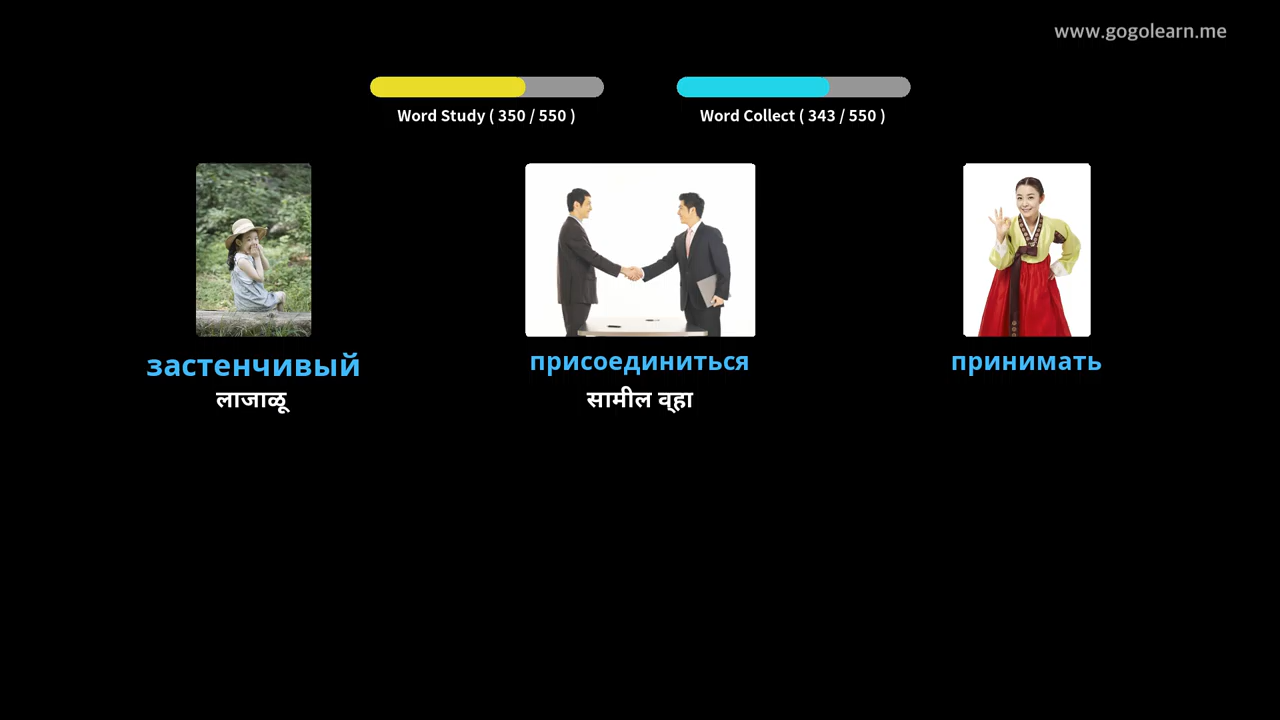 www.gogolearn.me
Word Study ( 350 / 550 )
Word Collect ( 343 / 550 )
застенчивый
присоединиться
принимать
लाजाळू
सामील व्हा